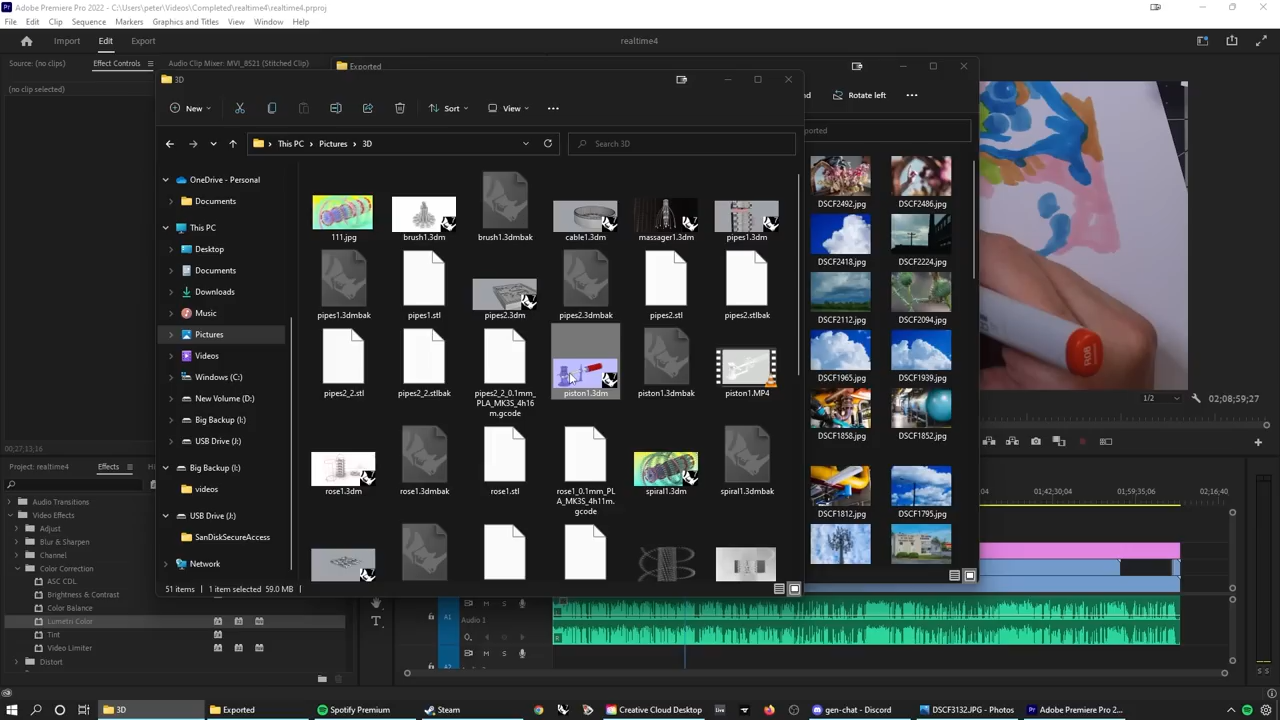 Adobe Premiere Pro 2022 - C:\Users\peter\Videos\Completed\realtime4\realtime4.prproj
File Edit Clip Sequence Markers Graphics and Titles View Window Help
Import Edit Export realtime4
Source: (no clips) Effect Controls Audio Clip Mixer: MVI_8521 (Stitched Clip)
(no clip selected)
Exported
3D
New Sort View
Rotate left
This PC Pictures 3D Search 3D
OneDrive - Personal
Documents
This PC
Desktop
Documents
Downloads
Music
Pictures
Videos
Windows (C:)
New Volume (D:)
Big Backup (I:)
USB Drive (J:)
Big Backup (I:)
videos
USB Drive (J:)
SanDiskSecureAccess
Network
111.jpg brush1.3dm brush1.3dmbak cable1.3dm massager1.3dm pipes1.3dm
pipes1.3dmbak pipes1.stl pipes2.3dm pipes2.3dmbak pipes2.stl pipes2.stlbak
pipes2_2.stl pipes2_2.stlbak pipes2_2_0.1mm_PLA_MK3S_4h16m.gcode piston1.3dm piston1.3dmbak piston1.MP4
rose1.3dm rose1.3dmbak rose1.stl rose1_0.1mm_PLA_MK3S_4h11m.gcode spiral1.3dm spiral1.3dmbak
51 items 1 item selected 59.0 MB
DSCF2492.jpg DSCF2486.jpg
DSCF2418.jpg DSCF2224.jpg
DSCF2112.jpg DSCF2094.jpg
DSCF1965.jpg DSCF1939.jpg
DSCF1858.jpg DSCF1852.jpg
DSCF1812.jpg DSCF1795.jpg
R08
1/2 02;08;59;27
00;27;13;16
Project: realtime4 Effects
Audio Transitions
Video Effects
Adjust
Blur & Sharpen
Channel
Color Correction
ASC CDL
Brightness & Contrast
Color Balance
Lumetri Color
Tint
Video Limiter
Distort
01;42;30;04 01;59;35;06 02;16;40
A1 M S Audio 1
M S
A2
3D Exported Spotify Premium Steam Creative Cloud Desktop gen-chat - Discord DSCF3132.JPG - Photos Adobe Premiere Pro 2...